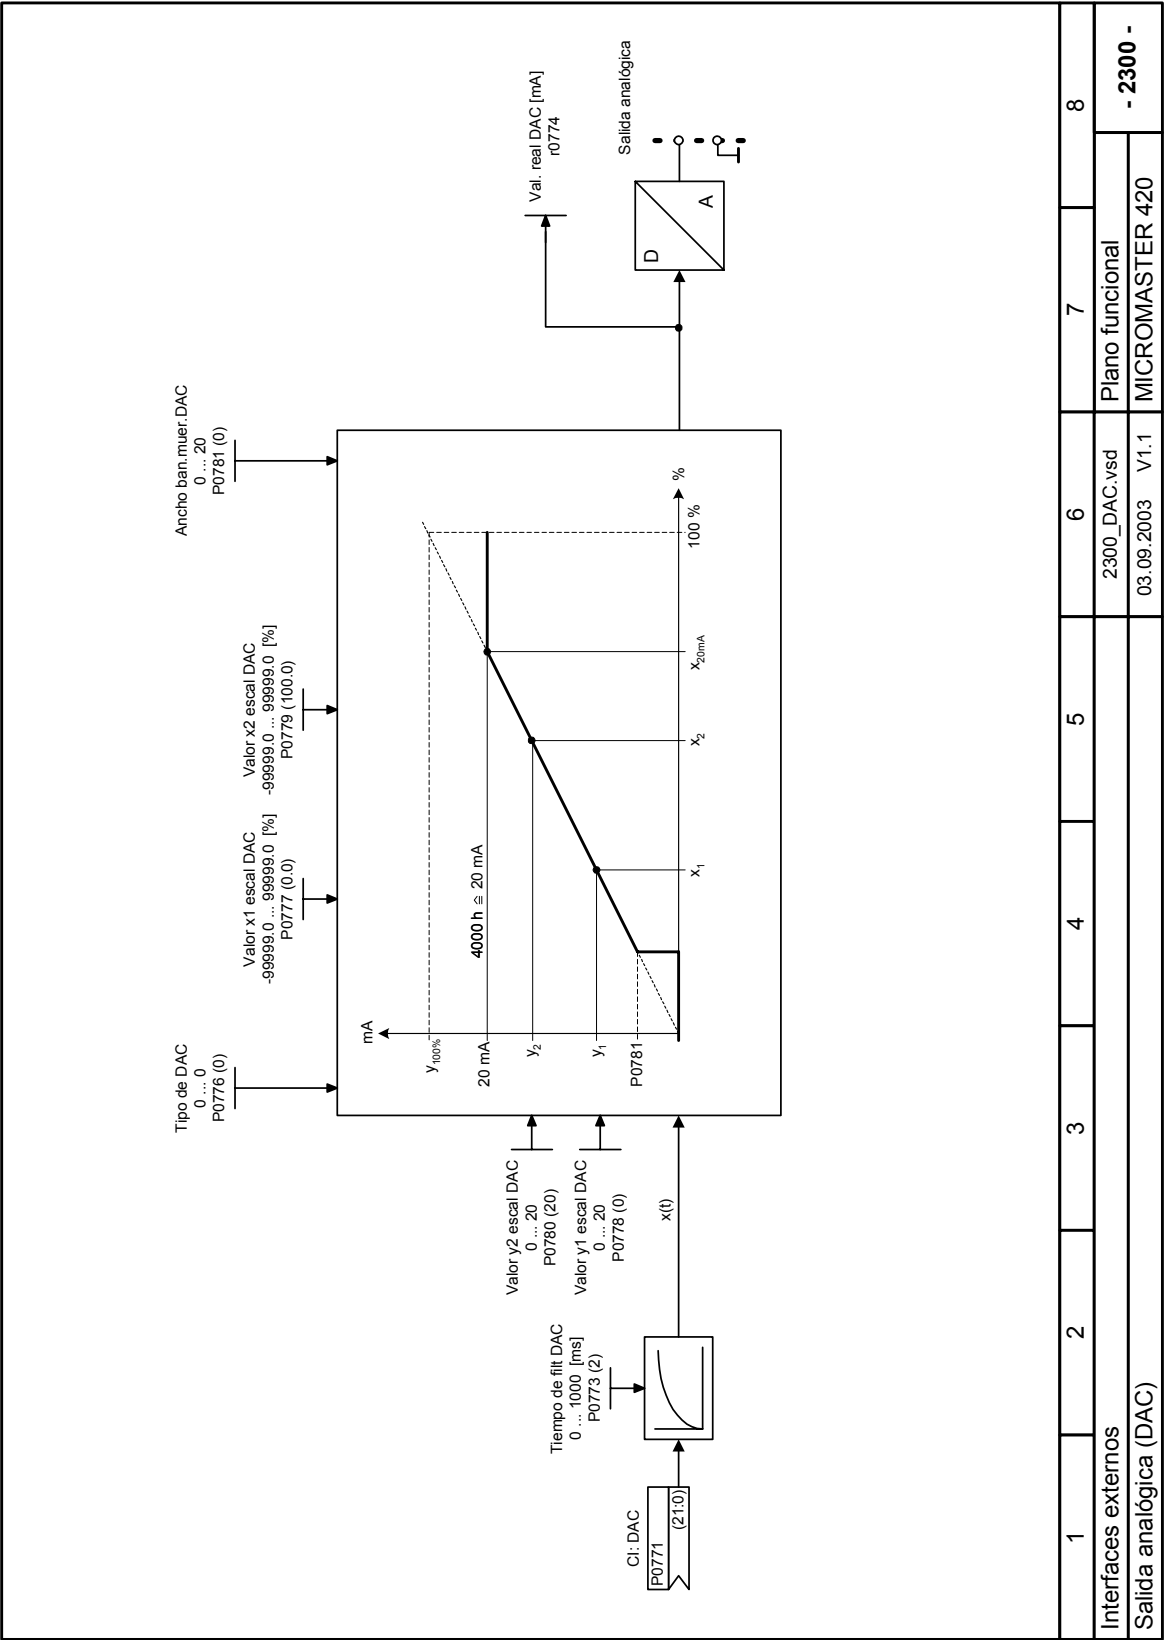 Tipo de DAC
0 ... 0
P0776 (0)
Valor x1 escal DAC
-99999.0 ... 99999.0 [%]
P0777 (0.0)
Valor x2 escal DAC
-99999.0 ... 99999.0 [%]
P0779 (100.0)
Ancho ban.muer.DAC
0 ... 20
P0781 (0)
mA
y100%
20 mA
4000 h ≙ 20 mA
y2
y1
P0781
x1
x2
x20mA
100 %
%
Valor y2 escal DAC
0 ... 20
P0780 (20)
Valor y1 escal DAC
0 ... 20
P0778 (0)
Tiempo de filt DAC
0 ... 1000 [ms]
P0773 (2)
CI: DAC
P0771
(21:0)
x(t)
Val. real DAC [mA]
r0774
Salida analógica
D
A
1 2 3 4 5 6 7 8
Interfaces externos 2300_DAC.vsd Plano funcional
Salida analógica (DAC) 03.09.2003 V1.1 MICROMASTER 420
- 2300 -